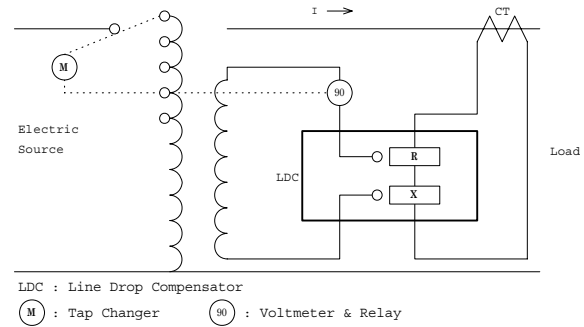 I
CT
M
90
Electric
Source
R
Load
LDC
X
LDC : Line Drop Compensator
M : Tap Changer 90 : Voltmeter & Relay